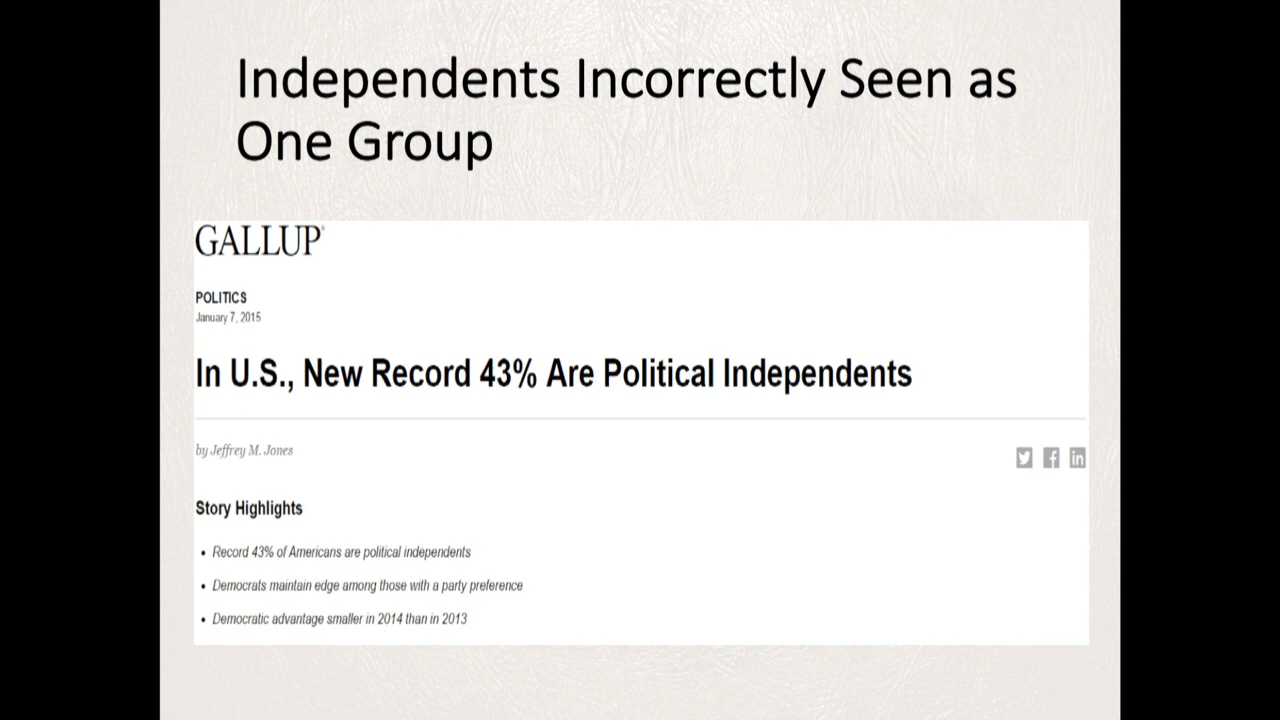 Independents Incorrectly Seen as
One Group
GALLUP®
POLITICS
January 7, 2015
In U.S., New Record 43% Are Political Independents
by Jeffrey M. Jones
Story Highlights
• Record 43% of Americans are political independents
• Democrats maintain edge among those with a party preference
• Democratic advantage smaller in 2014 than in 2013